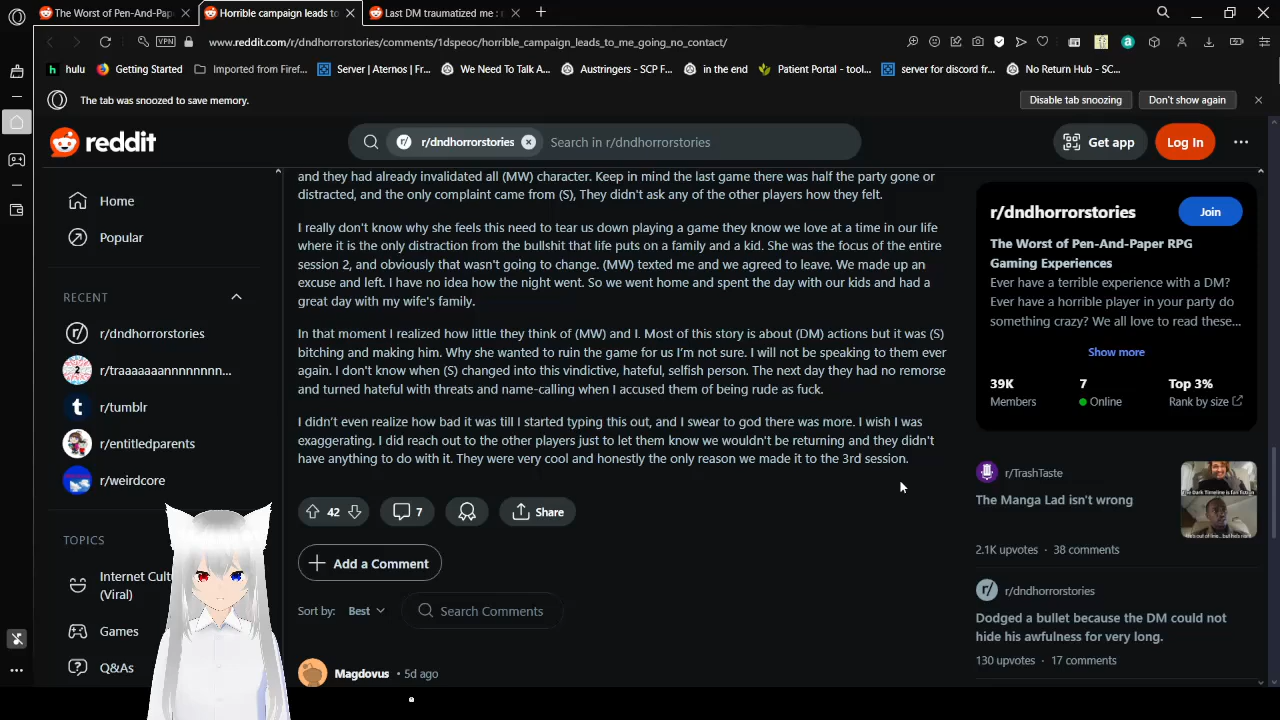 The Worst of Pen-And-Pap
Horrible campaign leads to
Last DM traumatized me :
VPN
www.reddit.com/r/dndhorrorstories/comments/1dspeoc/horrible_campaign_leads_to_me_going_no_contact/
hulu
Getting Started
Imported from Firef...
Server | Aternos | Fr...
We Need To Talk A...
Austringers - SCP F...
in the end
Patient Portal - tool...
server for discord fr...
No Return Hub - SC...
The tab was snoozed to save memory.
Disable tab snoozing
Don't show again
reddit
r/ r/dndhorrorstories
Search in r/dndhorrorstories
Get app
Log In
Home
Popular
RECENT
r/ r/dndhorrorstories
r/traaaaaaannnnnnnn...
r/tumblr
r/entitledparents
r/weirdcore
TOPICS
Internet Cult
(Viral)
Games
Q&As
and they had already invalidated all (MW) character. Keep in mind the last game there was half the party gone or
distracted, and the only complaint came from (S), They didn't ask any of the other players how they felt.
I really don't know why she feels this need to tear us down playing a game they know we love at a time in our life
where it is the only distraction from the bullshit that life puts on a family and a kid. She was the focus of the entire
session 2, and obviously that wasn't going to change. (MW) texted me and we agreed to leave. We made up an
excuse and left. I have no idea how the night went. So we went home and spent the day with our kids and had a
great day with my wife's family.
In that moment I realized how little they think of (MW) and I. Most of this story is about (DM) actions but it was (S)
bitching and making him. Why she wanted to ruin the game for us I'm not sure. I will not be speaking to them ever
again. I don't know when (S) changed into this vindictive, hateful, selfish person. The next day they had no remorse
and turned hateful with threats and name-calling when I accused them of being rude as fuck.
I didn't even realize how bad it was till I started typing this out, and I swear to god there was more. I wish I was
exaggerating. I did reach out to the other players just to let them know we wouldn't be returning and they didn't
have anything to do with it. They were very cool and honestly the only reason we made it to the 3rd session.
42
7
Share
Add a Comment
Sort by:
Best
Search Comments
Magdovus • 5d ago
r/dndhorrorstories
Join
The Worst of Pen-And-Paper RPG
Gaming Experiences
Ever have a terrible experience with a DM?
Ever have a horrible player in your party do
something crazy? We all love to read these...
Show more
39K
Members
7
Online
Top 3%
Rank by size
r/TrashTaste
The Manga Lad isn't wrong
2.1K upvotes • 38 comments
r/ r/dndhorrorstories
Dodged a bullet because the DM could not
hide his awfulness for very long.
130 upvotes • 17 comments